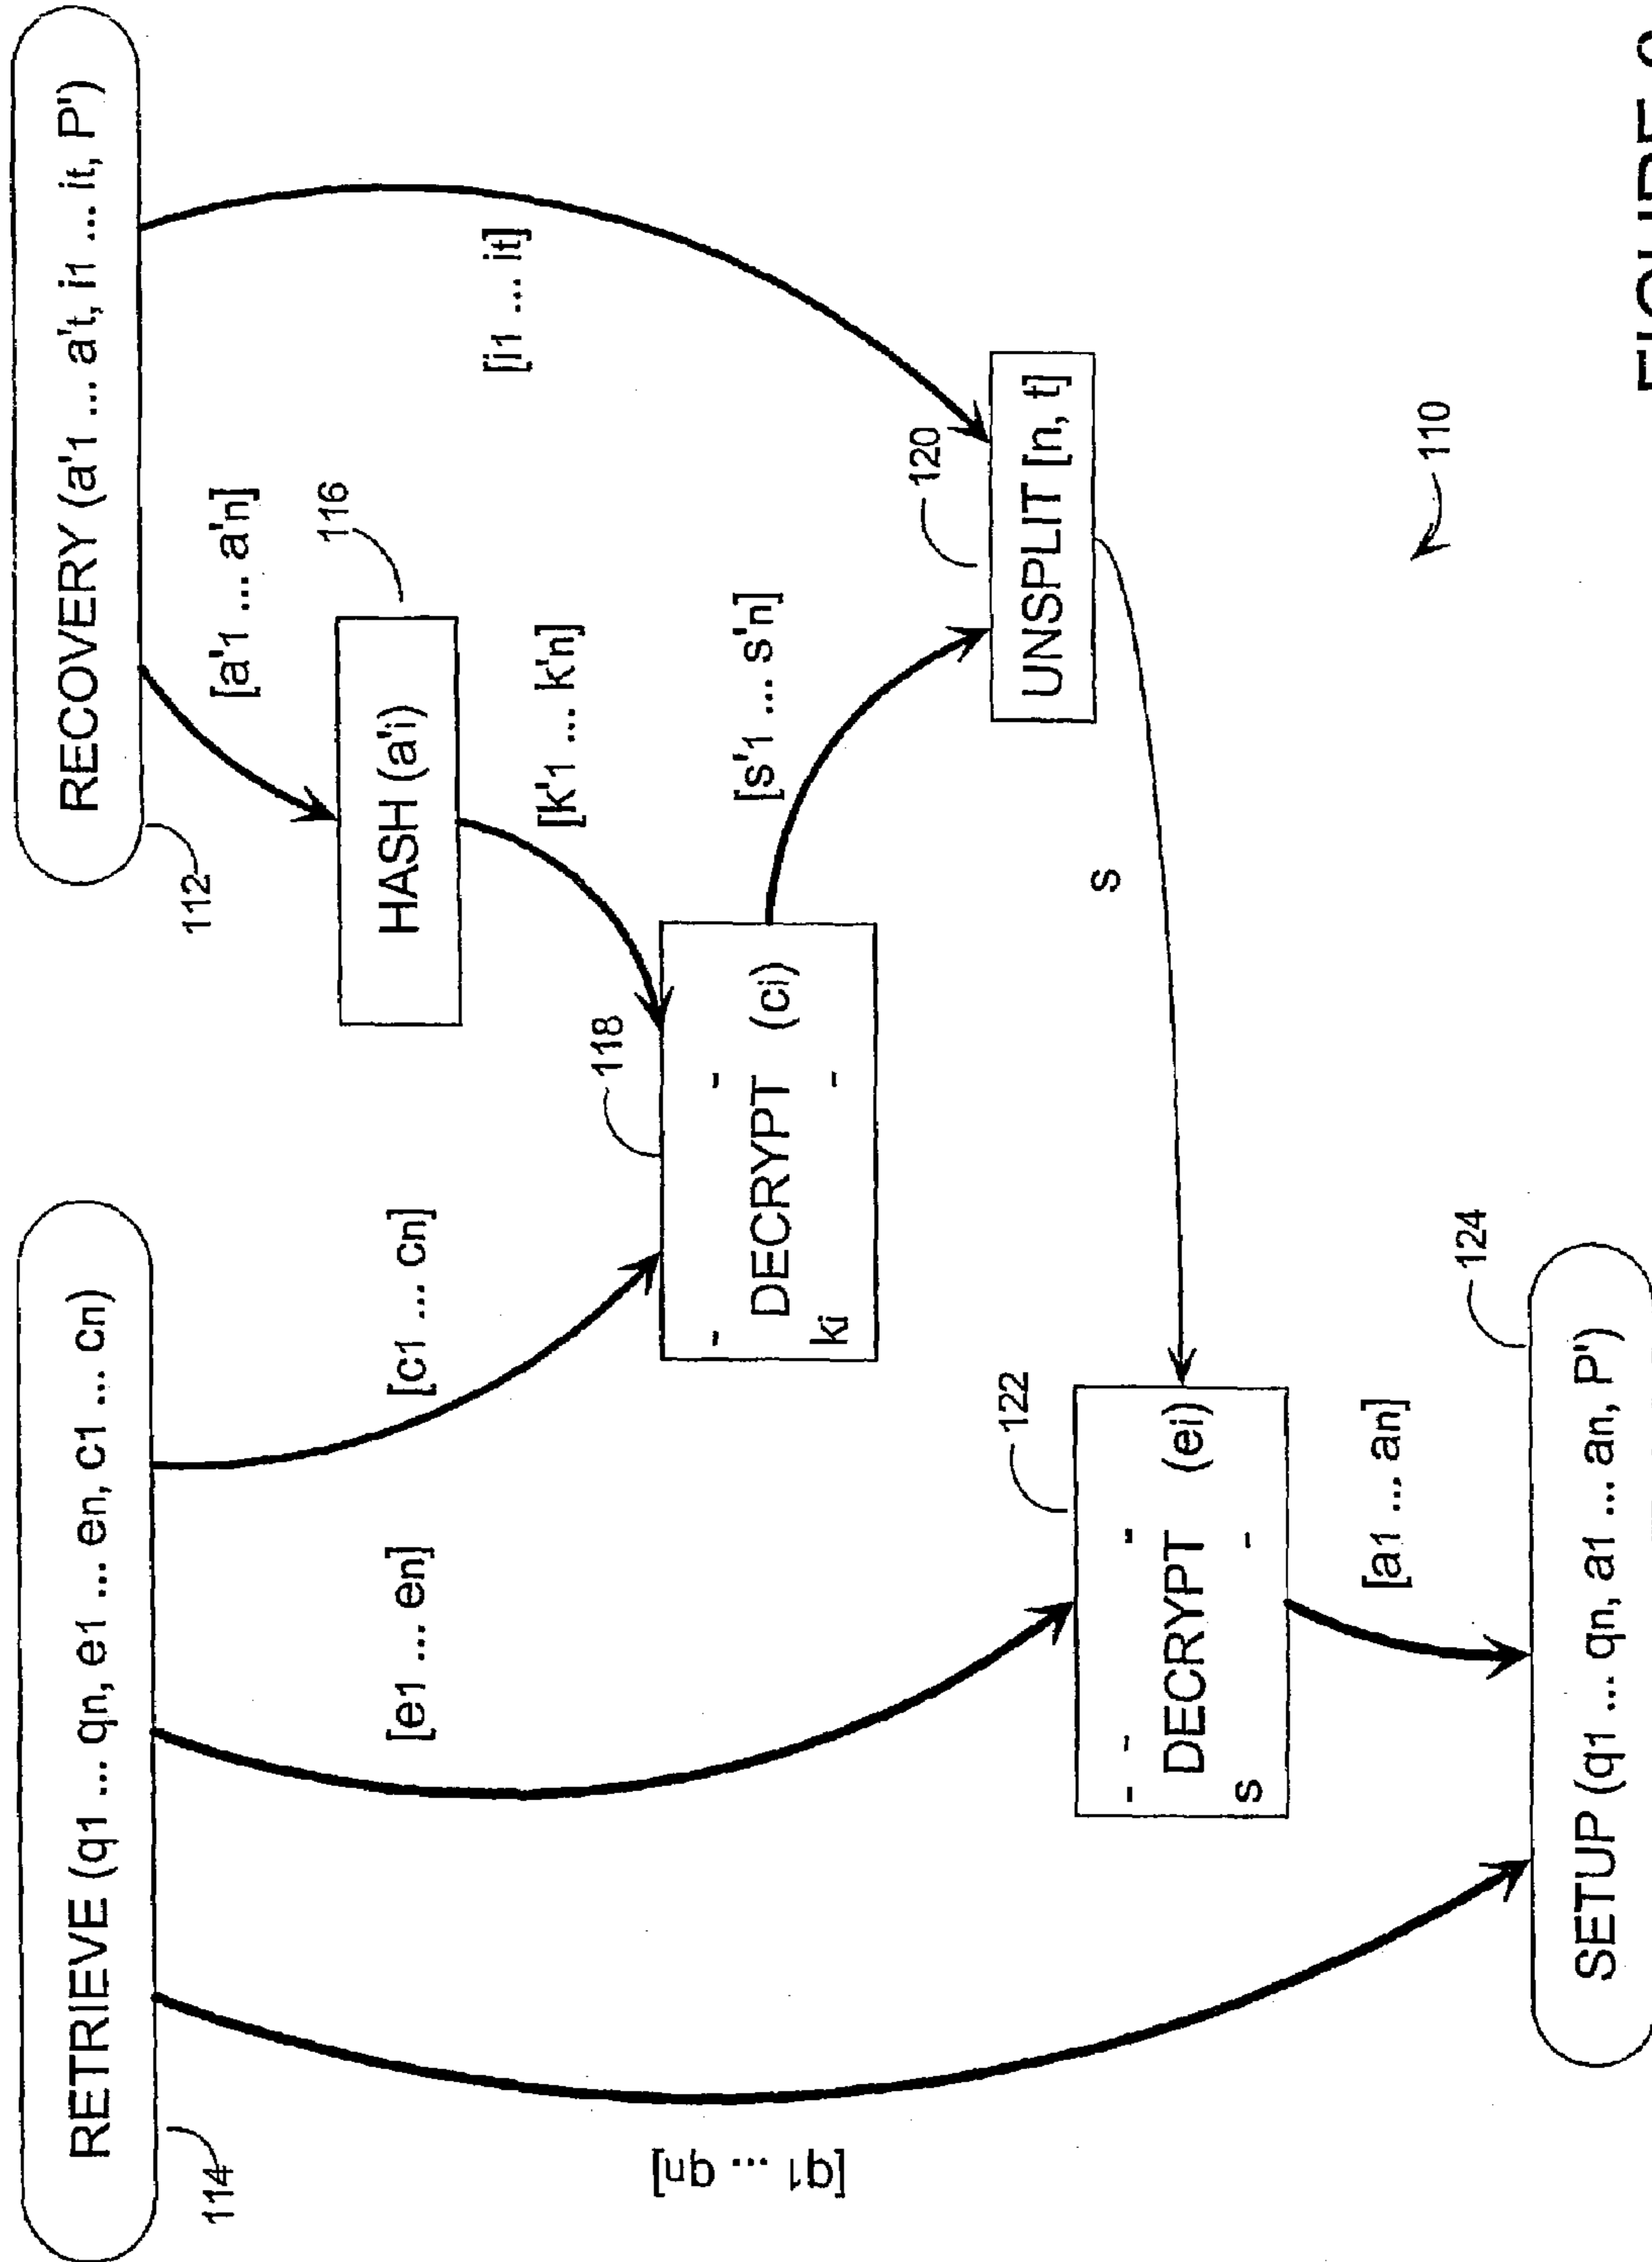 RETRIEVE (q1 ... qn, e1 ... en, c1 ... cn)
114
RECOVERY (a'1 ... a't, i1 ... it, P')
112
[a'1 ... a'n]
HASH (a'i)
116
[c1 ... cn]
[k'1 ... k'n]
[e1 ... en]
[i1 ... it]
[q1 ... qn]
118
DECRYPT (ci)
ki
[s'1 ... s'n]
120
UNSPLIT [n, t]
s
122
DECRYPT (ei)
s
[a1 ... an]
110
124
SETUP (q1 ... qn, a1 ... an, P')